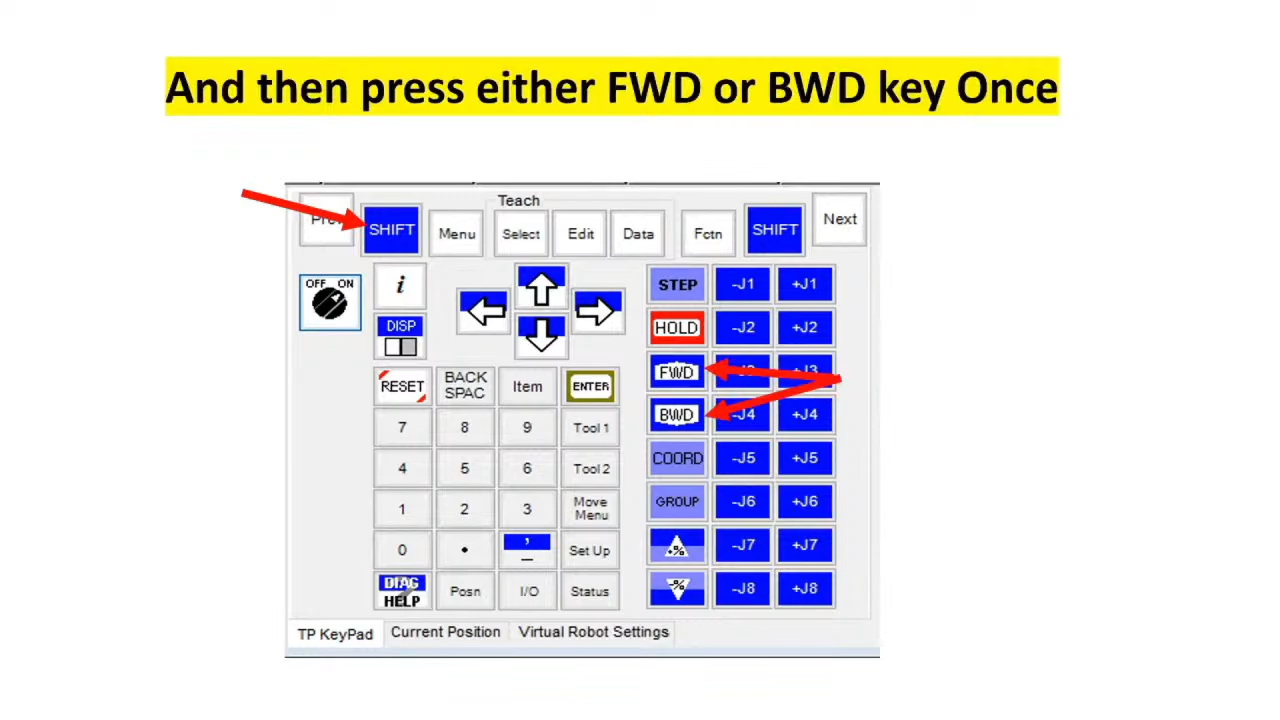 And then press either FWD or BWD key Once
Teach
SHIFT Menu Select Edit Data Fctn SHIFT Next
OFF ON i STEP -J1 +J1
DISP HOLD -J2 +J2
FWD
RESET BACK SPAC Item ENTER
BWD -J4 +J4
7 8 9 Tool 1
COORD -J5 +J5
4 5 6 Tool 2
GROUP -J6 +J6
1 2 3 Move Menu
+% -J7 +J7
0 . , _ Set Up
-% -J8 +J8
DIAG HELP Posn I/O Status
TP KeyPad Current Position Virtual Robot Settings